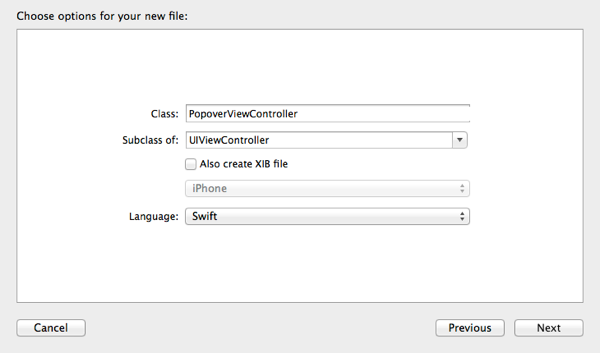 Choose options for your new file:
Class: PopoverViewController
Subclass of: UIViewController
Also create XIB file
iPhone
Language: Swift
Cancel Previous Next